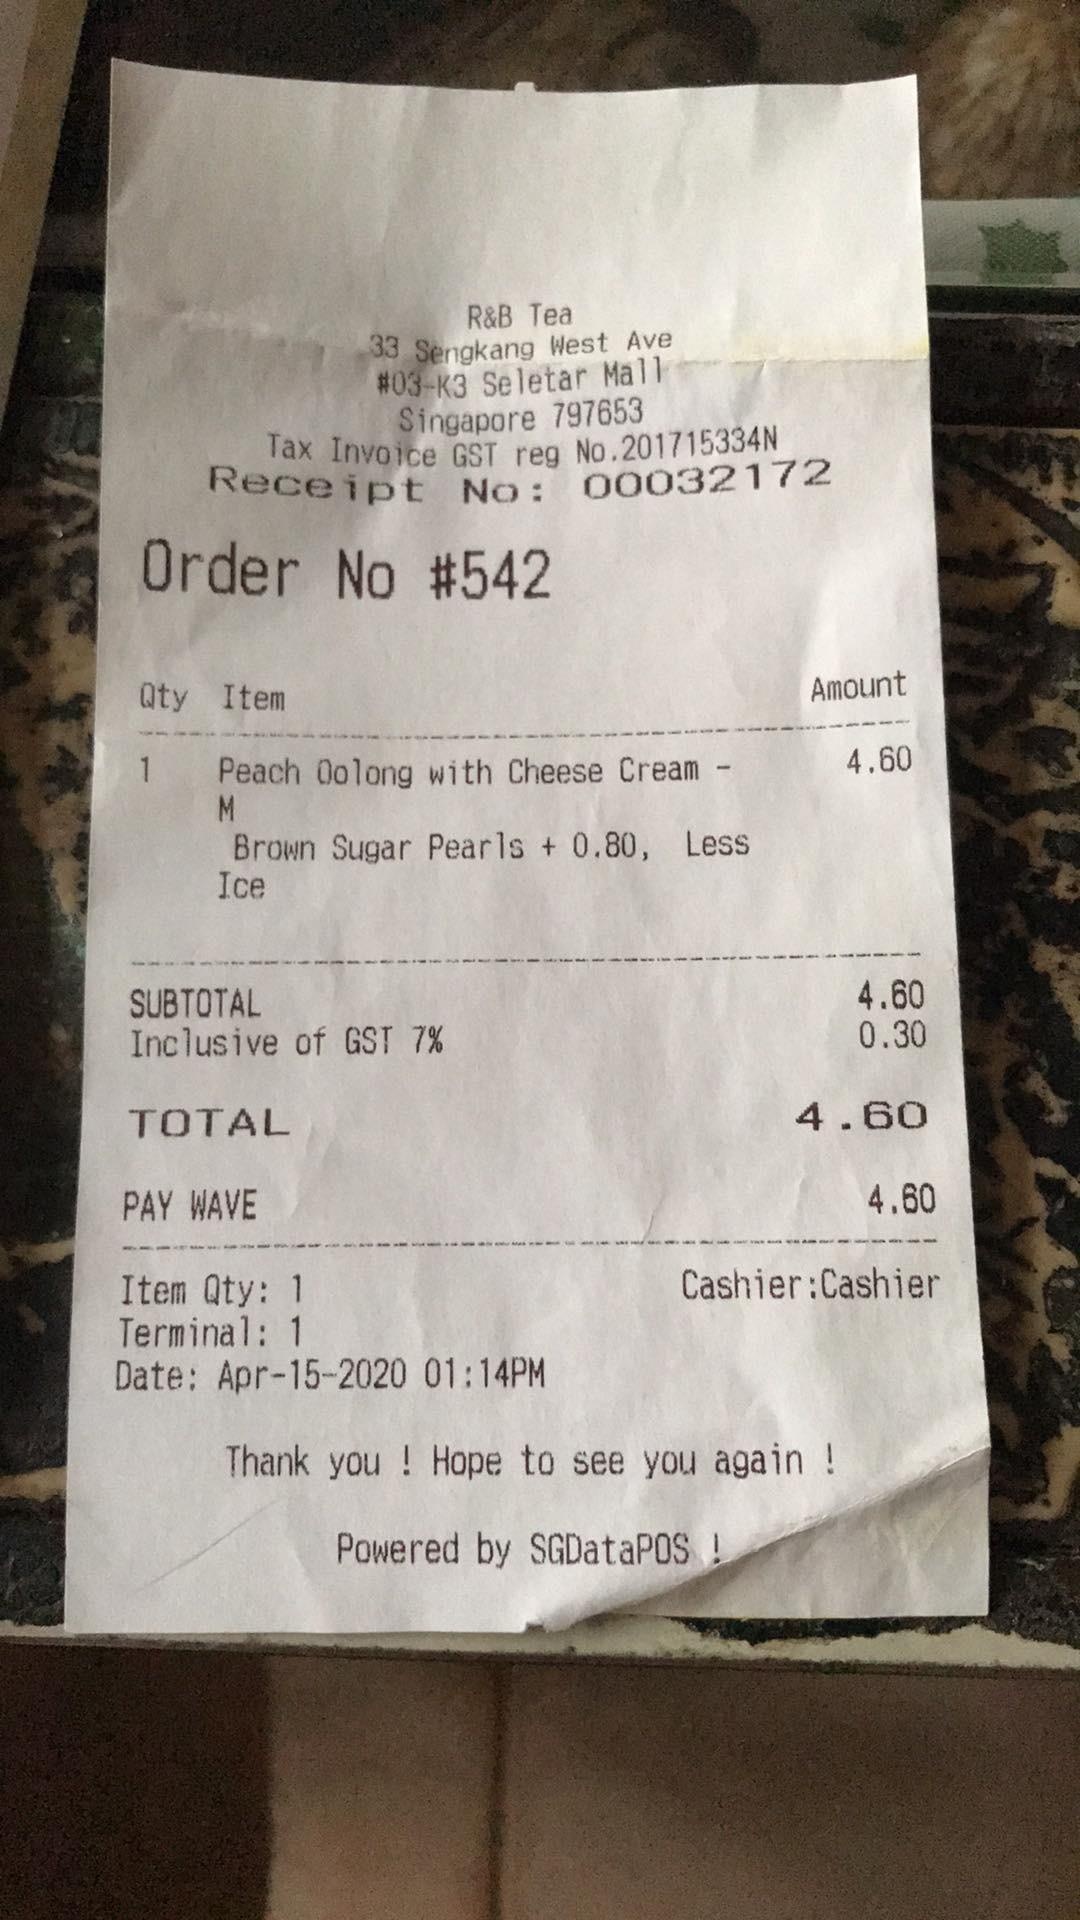 R&B Tea
33 Sengkang West Ave
#03-K3 Seletar Mall
Singapore 797653
Tax Invoice GST reg No.201715334N
Receipt No: 00032172
Order No #542
Qty Item Amount
1 Peach Oolong with Cheese Cream - 4.60
M
Brown Sugar Pearls + 0.80, Less
Ice
SUBTOTAL 4.60
Inclusive of GST 7% 0.30
TOTAL 4.60
PAY WAVE 4.60
Item Qty: 1 Cashier:Cashier
Terminal: 1
Date: Apr-15-2020 01:14PM
Thank you ! Hope to see you again !
Powered by SGDataPOS !